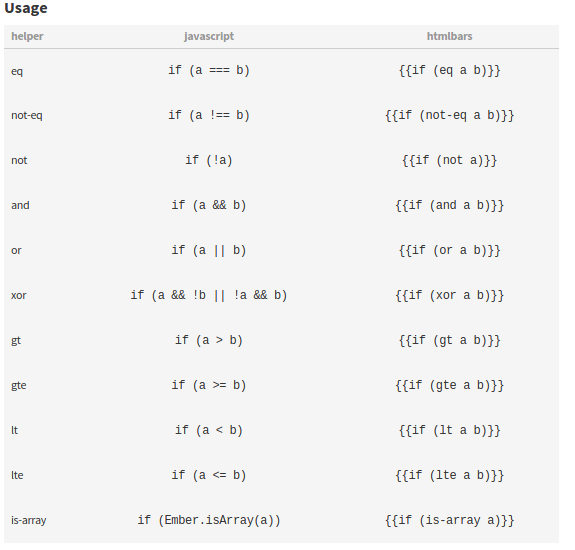 Usage
helper javascript htmlbars
eq if (a === b) {{if (eq a b)}}
not-eq if (a !== b) {{if (not-eq a b)}}
not if (!a) {{if (not a)}}
and if (a && b) {{if (and a b)}}
or if (a || b) {{if (or a b)}}
xor if (a && !b || !a && b) {{if (xor a b)}}
gt if (a > b) {{if (gt a b)}}
gte if (a >= b) {{if (gte a b)}}
lt if (a < b) {{if (lt a b)}}
lte if (a <= b) {{if (lte a b)}}
is-array if (Ember.isArray(a)) {{if (is-array a)}}